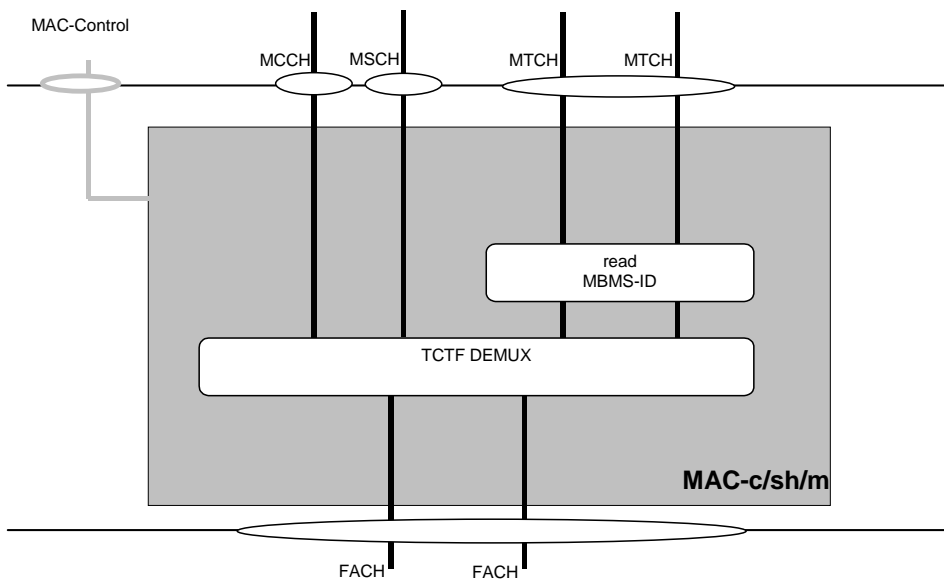 MAC-Control
MCCH
MSCH
MTCH
MTCH
read
MBMS-ID
TCTF DEMUX
MAC-c/sh/m
FACH
FACH